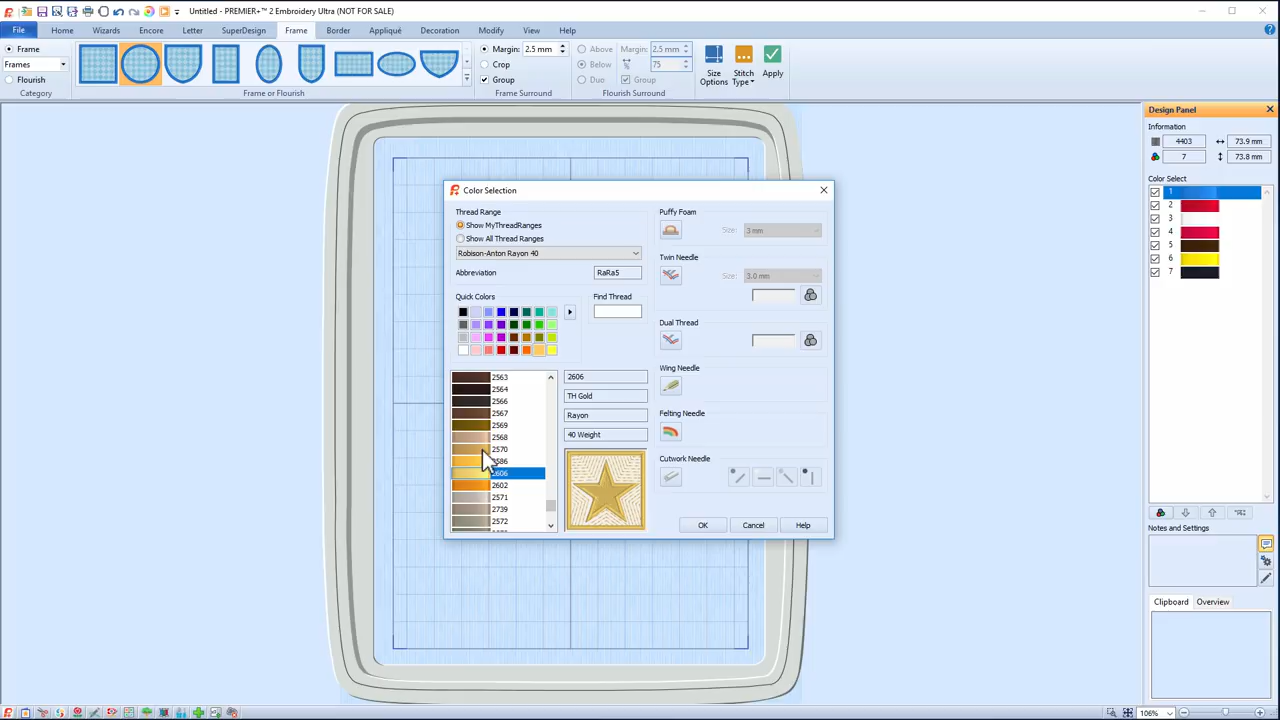 Untitled - PREMIER+™ 2 Embroidery Ultra (NOT FOR SALE)
File Home Wizards Encore Letter SuperDesign Frame Border Appliqué Decoration Modify View Help
Frame
Frames
Flourish
Category
Frame or Flourish
Margin: 2.5 mm
Crop
Group
Frame Surround
Above Margin: 2.5 mm
Below % 75
Duo Group
Flourish Surround
Size Options
Stitch Type
Apply
Color Selection
Thread Range
Show MyThreadRanges
Show All Thread Ranges
Robison-Anton Rayon 40
Abbreviation RaRa5
Quick Colors
Find Thread
2563
2564
2566
2567
2569
2568
2570
2606
2602
2571
2739
2572
2606
TH Gold
Rayon
40 Weight
Puffy Foam
Size: 3 mm
Twin Needle
Size: 3.0 mm
Dual Thread
Wing Needle
Felting Needle
Cutwork Needle
OK Cancel Help
Design Panel
Information
4403 73.9 mm
7 73.8 mm
Color Select
1
2
3
4
5
6
7
Notes and Settings
Clipboard Overview
106%